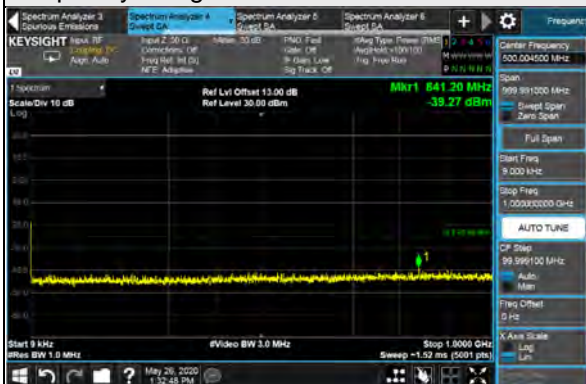 Spectrum Analyzer 3
Spurious Emissions
Spectrum Analyzer 4
Swept SA
Spectrum Analyzer 5
Swept SA
Spectrum Analyzer 6
Swept SA
Frequency
KEYSIGHT
Input: RF
Coupling: DC
Align: Auto
Input Z: 50 Ω
Corrections: Off
Freq Ref: Int (S)
NFE: Adaptive
Atten: 30 dB
PNO: Fast
Gate: Off
IF Gain: Low
Sig Track: Off
#Avg Type: Power (RMS
Avg|Hold:>100/100
Trig: Free Run
1 Spectrum
Scale/Div 10 dB
Log
Ref Lvl Offset 13.00 dB
Ref Level 30.00 dBm
Mkr1 841.20 MHz
-39.27 dBm
1
Start 9 kHz
#Res BW 1.0 MHz
#Video BW 3.0 MHz
Stop 1.0000 GHz
Sweep ~1.52 ms (5001 pts)
Center Frequency
500.004500 MHz
Span
999.991000 MHz
Swept Span
Zero Span
Full Span
Start Freq
9.000 kHz
Stop Freq
1.000000000 GHz
AUTO TUNE
CF Step
99.999100 MHz
Auto
Man
Freq Offset
0 Hz
X Axis Scale
Log
Lin
May 26, 2020
1:32:48 PM